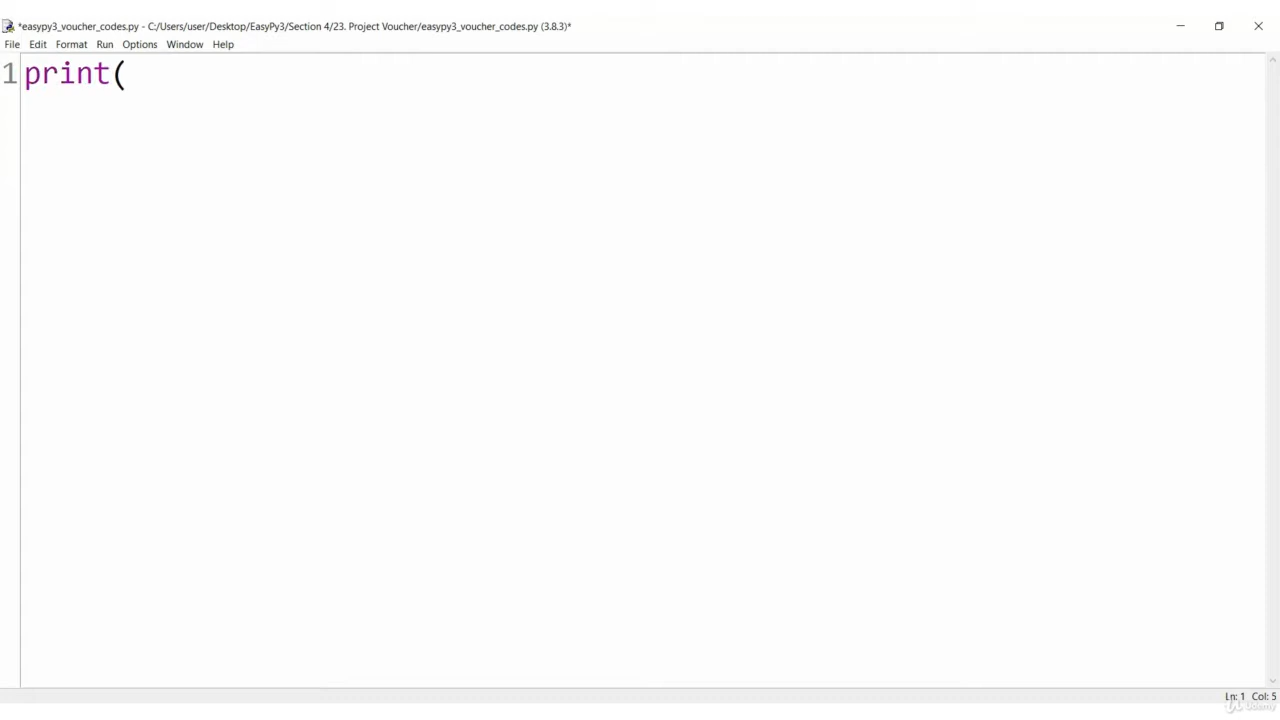 *easypy3_voucher_codes.py - C:/Users/user/Desktop/EasyPy3/Section 4/23. Project Voucher/easypy3_voucher_codes.py (3.8.3)*
File Edit Format Run Options Window Help
1 print(
Ln: 1 Col: 5
Udemy